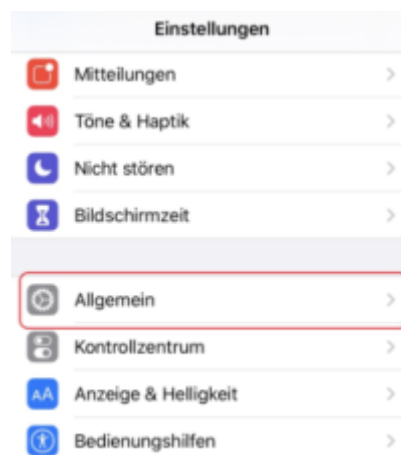 Einstellungen
Mitteilungen
Töne & Haptik
Nicht stören
Bildschirmzeit
Allgemein
Kontrollzentrum
AA Anzeige & Helligkeit
Bedienungshilfen